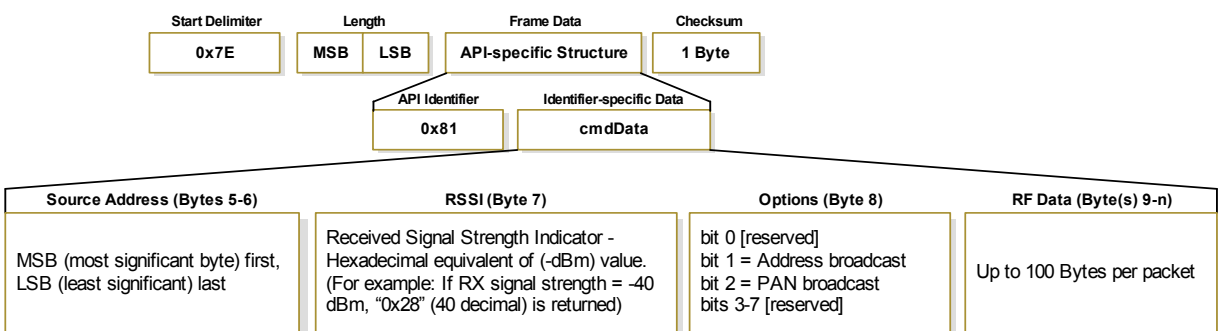 Start Delimiter Length Frame Data Checksum
0x7E MSB LSB API-specific Structure 1 Byte
API Identifier Identifier-specific Data
0x81 cmdData
Source Address (Bytes 5-6)
MSB (most significant byte) first,
LSB (least significant) last
RSSI (Byte 7)
Received Signal Strength Indicator -
Hexadecimal equivalent of (-dBm) value.
(For example: If RX signal strength = -40
dBm, “0x28” (40 decimal) is returned)
Options (Byte 8)
bit 0 [reserved]
bit 1 = Address broadcast
bit 2 = PAN broadcast
bits 3-7 [reserved]
RF Data (Byte(s) 9-n)
Up to 100 Bytes per packet